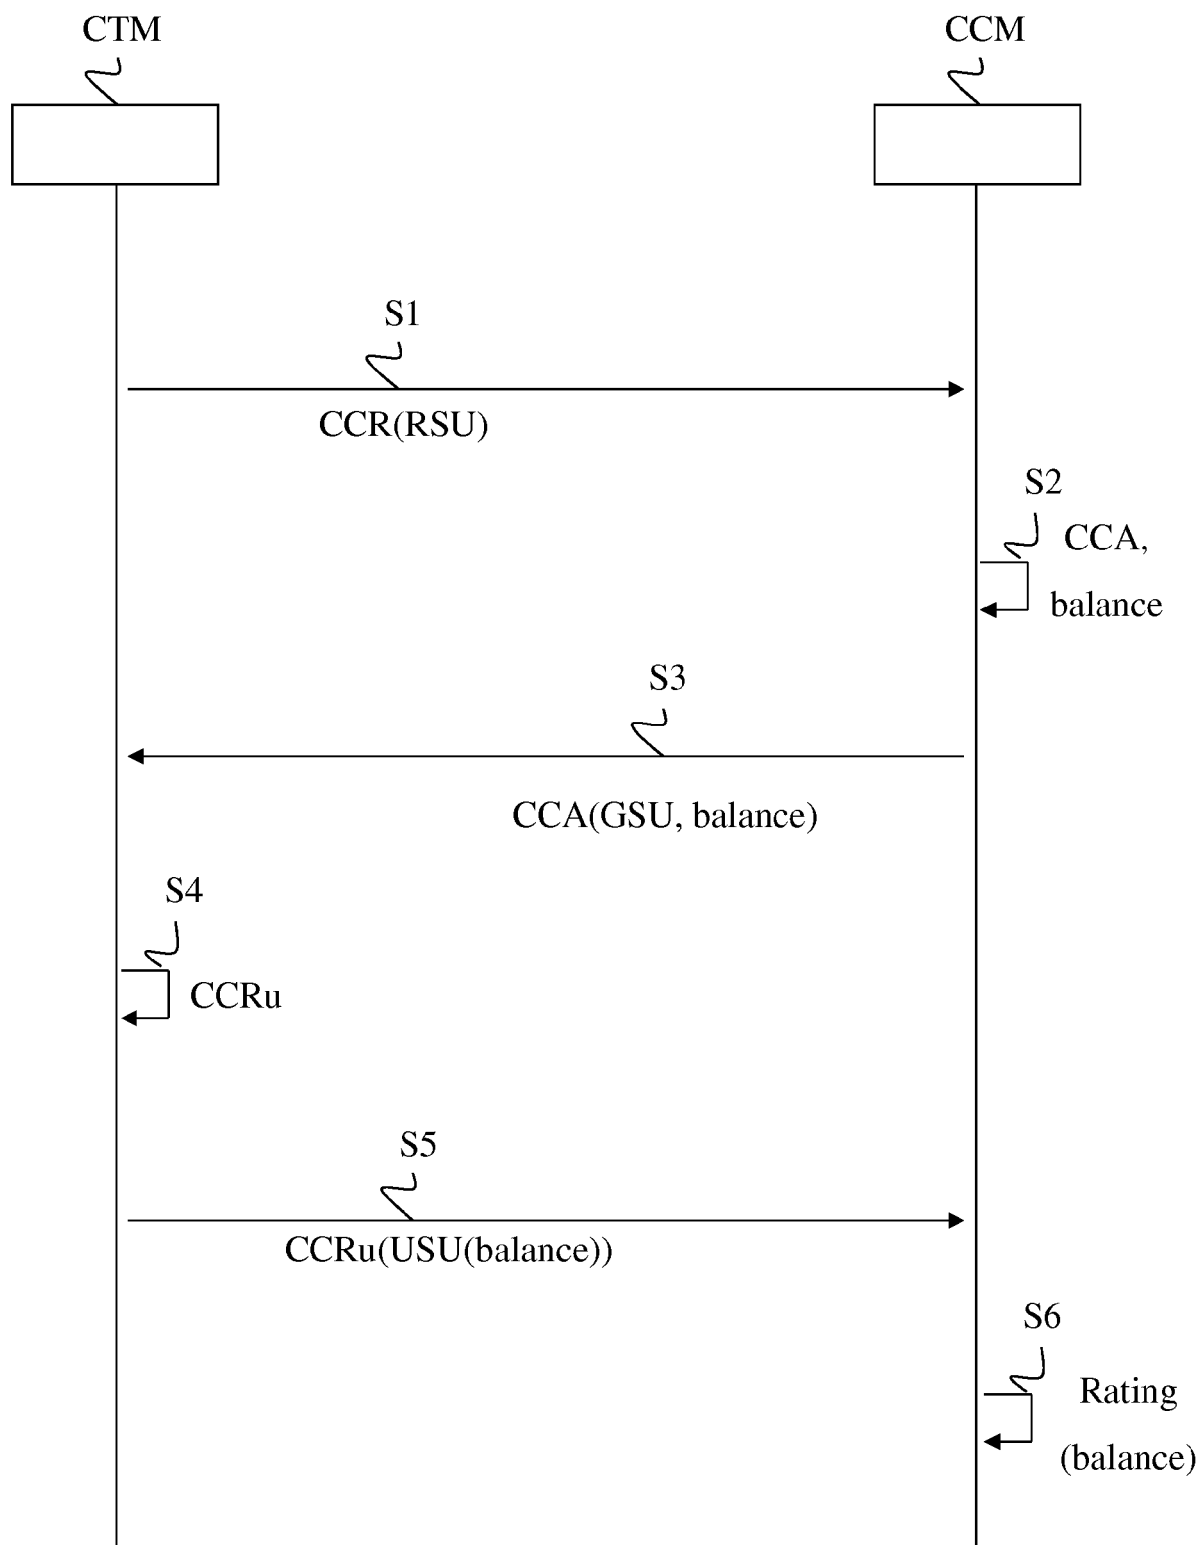 CTM
CCM
S1
CCR(RSU)
S2
CCA,
balance
S3
CCA(GSU, balance)
S4
CCRu
S5
CCRu(USU(balance))
S6
Rating
(balance)